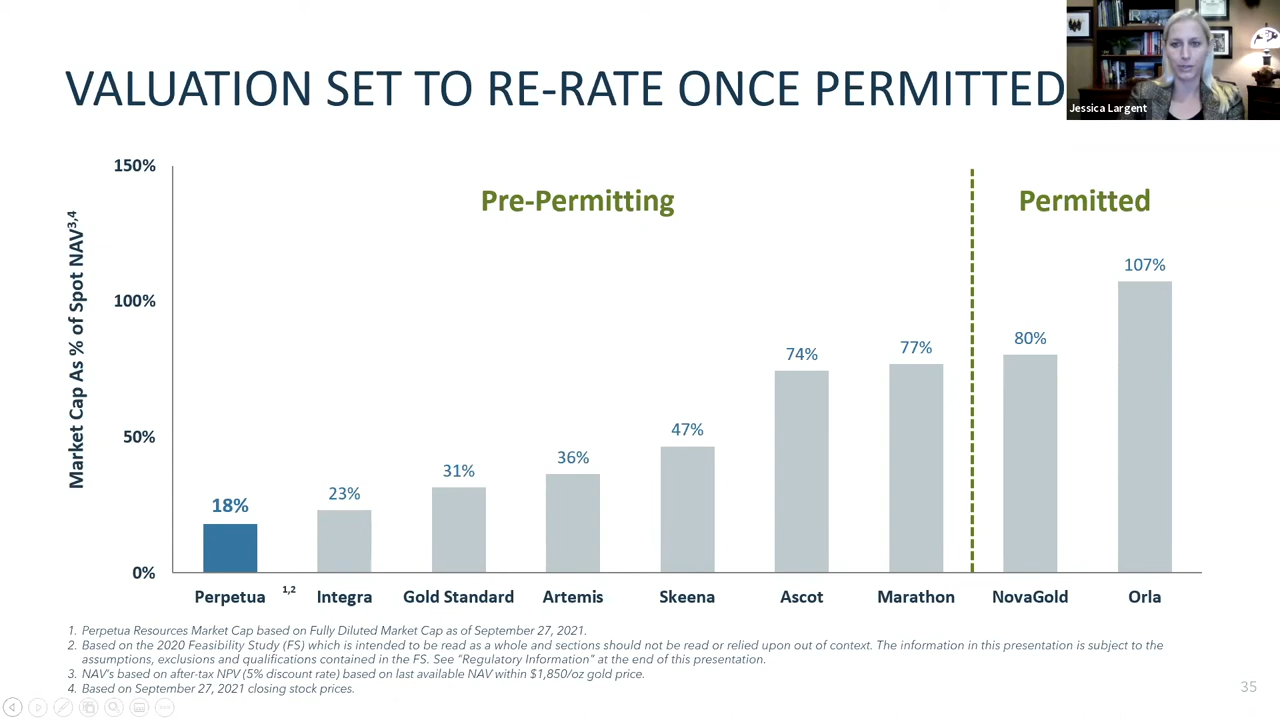 VALUATION SET TO RE-RATE ONCE PERMITTED
Jessica Largent
150%
100%
50%
0%
Market Cap As % of Spot NAV3,4
Pre-Permitting
Permitted
18%
23%
31%
36%
47%
74%
77%
80%
107%
Perpetua 1,2
Integra
Gold Standard
Artemis
Skeena
Ascot
Marathon
NovaGold
Orla
1. Perpetua Resources Market Cap based on Fully Diluted Market Cap as of September 27, 2021.
2. Based on the 2020 Feasibility Study (FS) which is intended to be read as a whole and sections should not be read or relied upon out of context. The information in this presentation is subject to the
assumptions, exclusions and qualifications contained in the FS. See "Regulatory Information" at the end of this presentation.
3. NAV's based on after-tax NPV (5% discount rate) based on last available NAV within $1,850/oz gold price.
4. Based on September 27, 2021 closing stock prices.
35